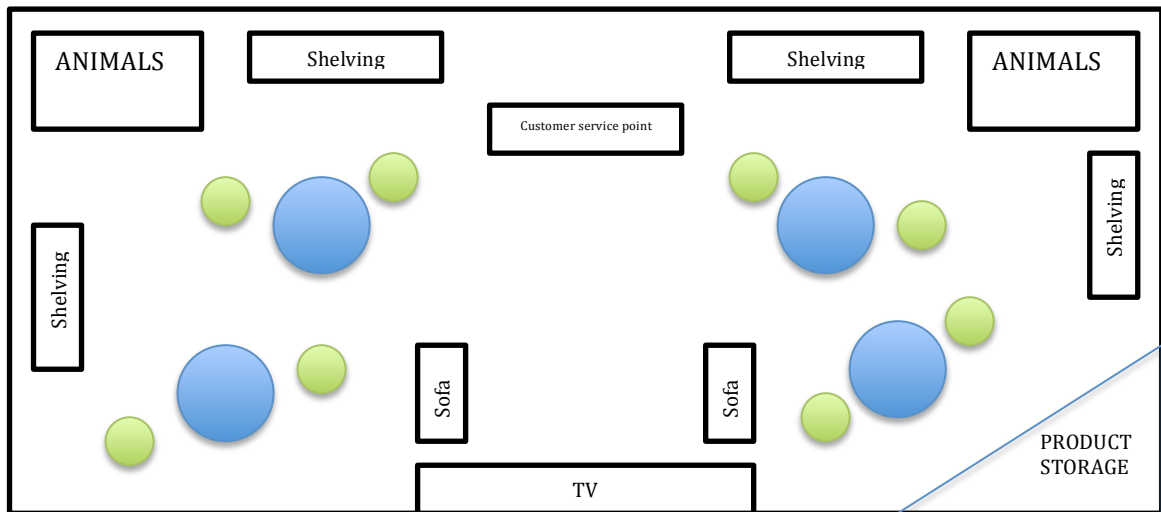 ANIMALS
Shelving
Shelving
ANIMALS
Customer service point
Shelving
Shelving
Sofa
Sofa
PRODUCT
STORAGE
TV